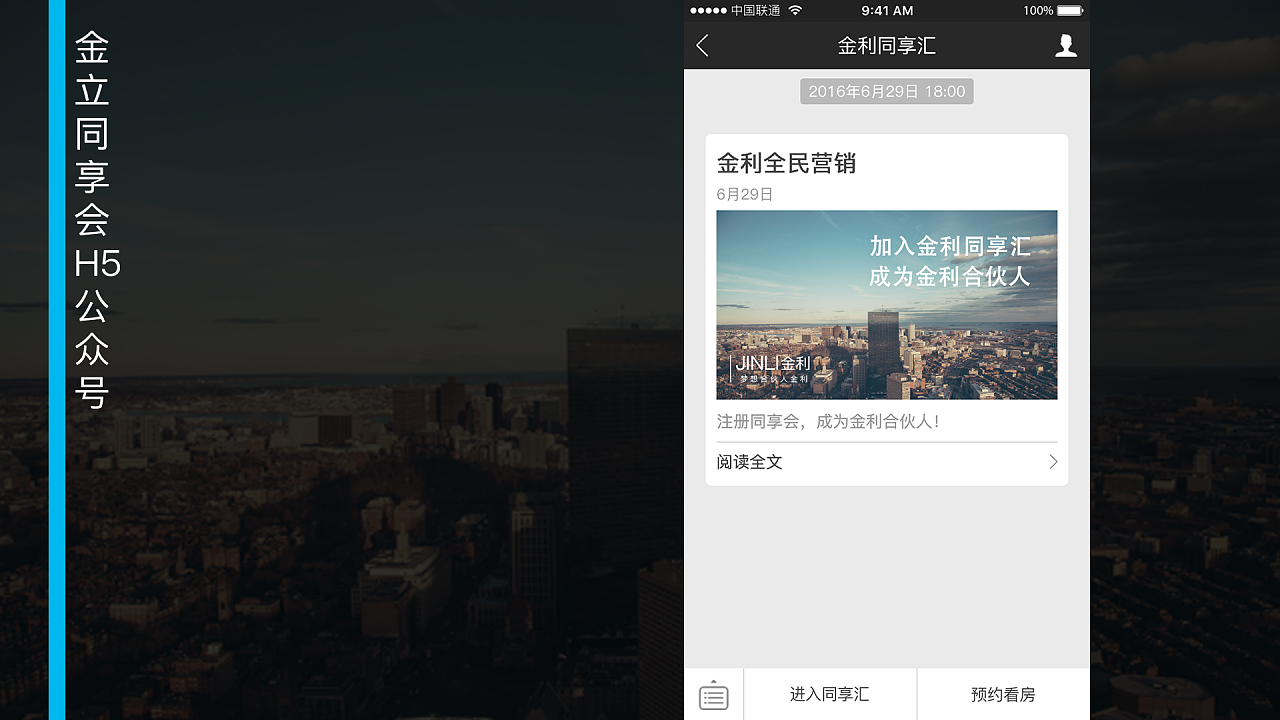 金立同享会H5公众号
中国联通 9:41 AM 100%
金利同享汇
2016年6月29日 18:00
金利全民营销
6月29日
加入金利同享汇
成为金利合伙人
JINLI金利
梦想合伙人金利
注册同享会，成为金利合伙人！
阅读全文
进入同享汇 预约看房